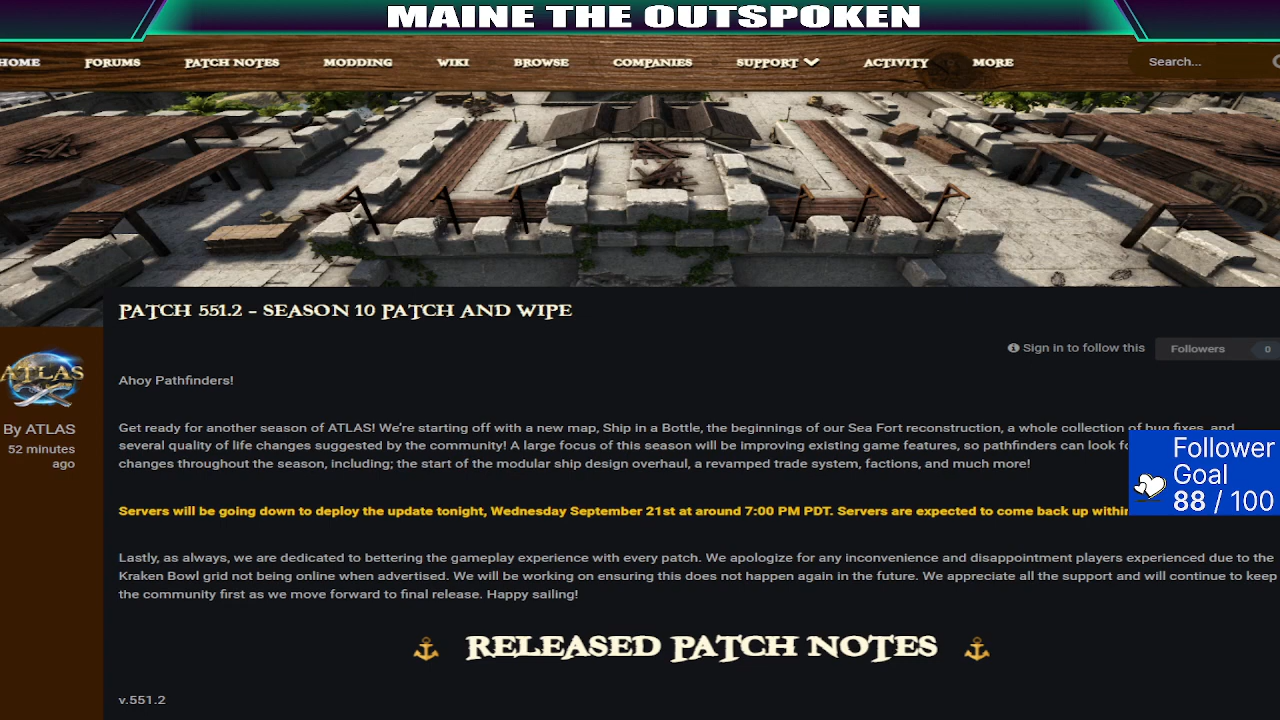 MAINE THE OUTSPOKEN
HOME FORUMS PATCH NOTES MODDING WIKI BROWSE COMPANIES SUPPORT ACTIVITY MORE Search...
PATCH 551.2 - SEASON 10 PATCH AND WIPE
Sign in to follow this Followers 0
ATLAS
By ATLAS
52 minutes
ago
Ahoy Pathfinders!
Get ready for another season of ATLAS! We're starting off with a new map, Ship in a Bottle, the beginnings of our Sea Fort reconstruction, a whole collection of bug fixes, and
several quality of life changes suggested by the community! A large focus of this season will be improving existing game features, so pathfinders can look
changes throughout the season, including; the start of the modular ship design overhaul, a revamped trade system, factions, and much more!
Follower
Goal
88 / 100
Servers will be going down to deploy the update tonight, Wednesday September 21st at around 7:00 PM PDT. Servers are expected to come back up
Lastly, as always, we are dedicated to bettering the gameplay experience with every patch. We apologize for any inconvenience and disappointment players experienced due to the
Kraken Bowl grid not being online when advertised. We will be working on ensuring this does not happen again in the future. We appreciate all the support and will continue to keep
the community first as we move forward to final release. Happy sailing!
RELEASED PATCH NOTES
v.551.2